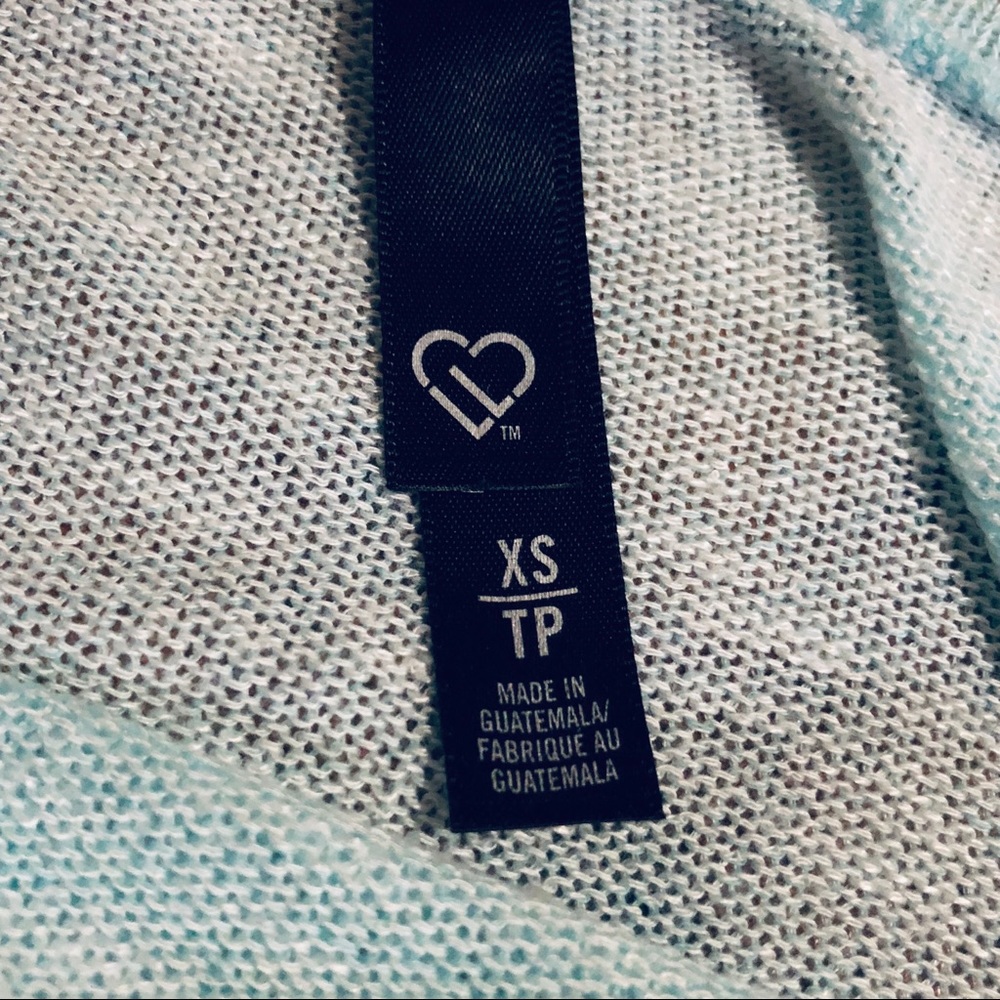 TM
XS
TP
MADE IN
GUATEMALA/
FABRIQUE AU
GUATEMALA